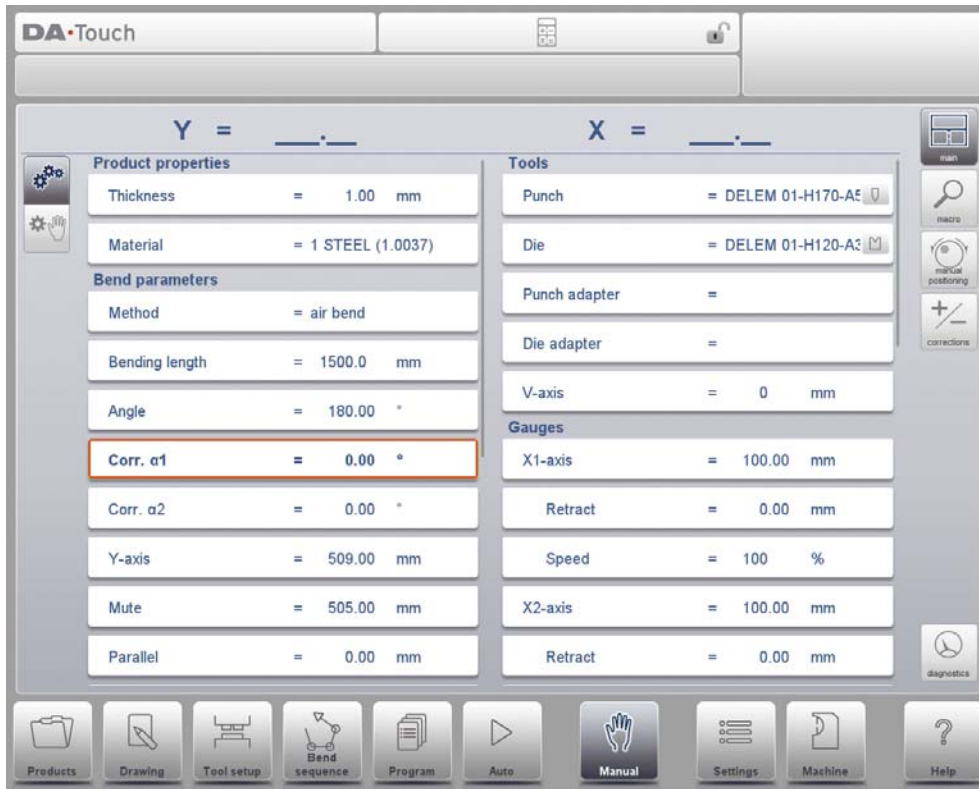 DA·Touch
Y = ___.__
X = ___.__
Product properties
Thickness = 1.00 mm
Material = 1 STEEL (1.0037)
Bend parameters
Method = air bend
Bending length = 1500.0 mm
Angle = 180.00 °
Corr. α1 = 0.00 °
Corr. α2 = 0.00 °
Y-axis = 509.00 mm
Mute = 505.00 mm
Parallel = 0.00 mm
Tools
Punch = DELEM 01-H170-A5
Die = DELEM 01-H120-A3
Punch adapter =
Die adapter =
V-axis = 0 mm
Gauges
X1-axis = 100.00 mm
Retract = 0.00 mm
Speed = 100 %
X2-axis = 100.00 mm
Retract = 0.00 mm
main
macro
manual
positioning
corrections
diagnostics
Products
Drawing
Tool setup
Bend
sequence
Program
Auto
Manual
Settings
Machine
Help